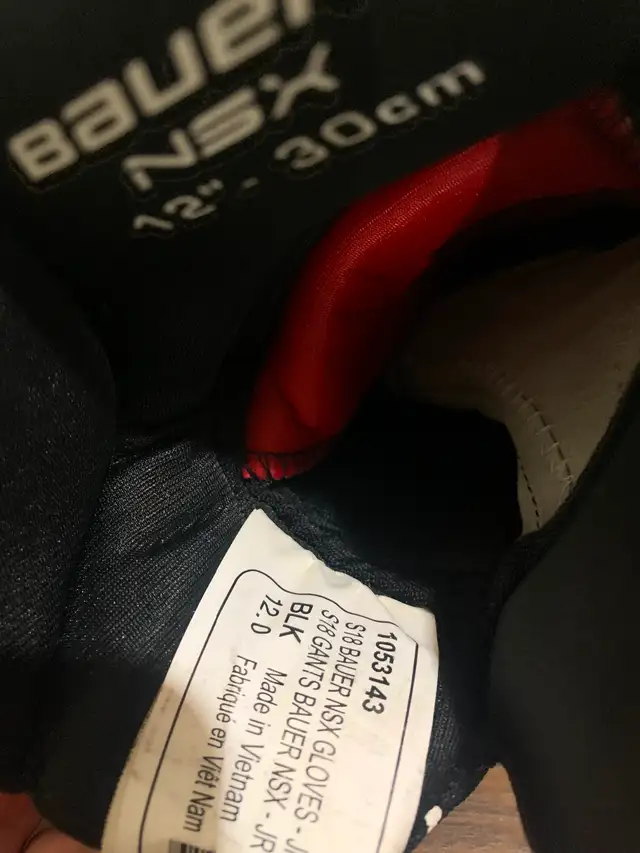 BAUER
NSX
12" - 30cm
1053143
S18 BAUER NSX GLOVES - J
S18 GANTS BAUER NSX - JR
BLK
12.0 Made in Vietnam
Fabriqué en Viêt Nam